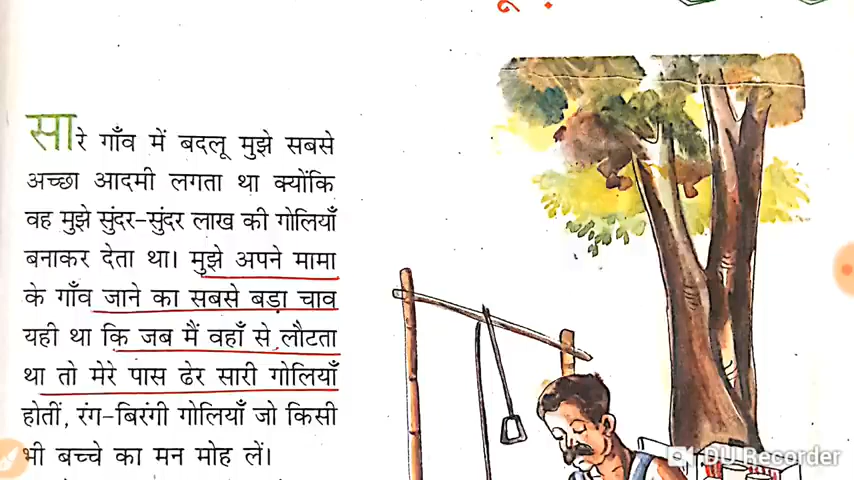 सारे गाँव में बदलू मुझे सबसे
अच्छा आदमी लगता था क्योंकि
वह मुझे सुंदर-सुंदर लाख की गोलियाँ
बनाकर देता था। मुझे अपने मामा
के गाँव जाने का सबसे बड़ा चाव
यही था कि जब मैं वहाँ से लौटता
था तो मेरे पास ढेर सारी गोलियाँ
होतीं, रंग-बिरंगी गोलियाँ जो किसी
भी बच्चे का मन मोह लें।
DU Recorder